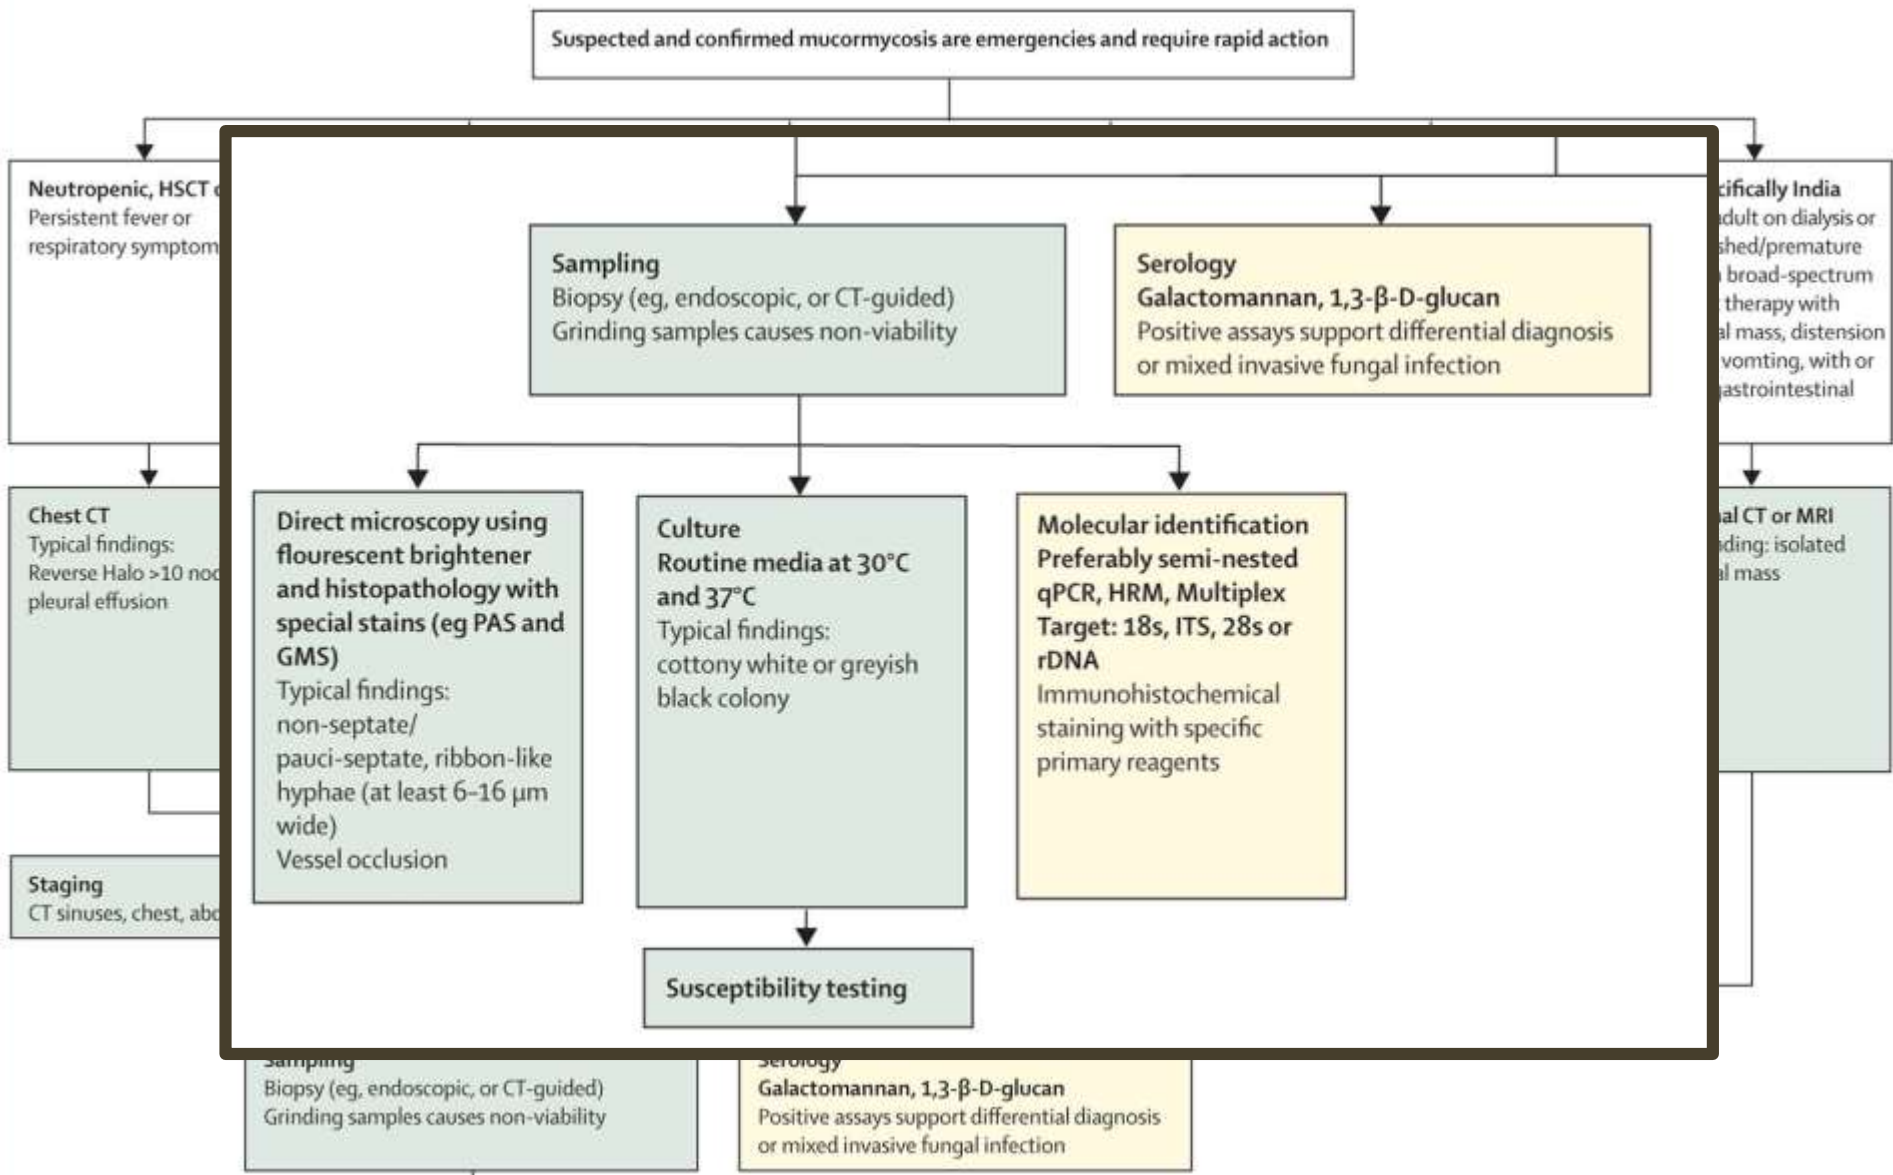 Suspected and confirmed mucormycosis are emergencies and require rapid action
Neutropenic, HSCT
Persistent fever or
respiratory symptom
cifically India
adult on dialysis or
shed/premature
broad-spectrum
therapy with
al mass, distension
vomting, with or
gastrointestinal
Sampling
Biopsy (eg, endoscopic, or CT-guided)
Grinding samples causes non-viability
Serology
Galactomannan, 1,3-β-D-glucan
Positive assays support differential diagnosis
or mixed invasive fungal infection
Chest CT
Typical findings:
Reverse Halo >10 noc
pleural effusion
Direct microscopy using
flourescent brightener
and histopathology with
special stains (eg PAS and
GMS)
Typical findings:
non-septate/
pauci-septate, ribbon-like
hyphae (at least 6–16 µm
wide)
Vessel occlusion
Culture
Routine media at 30°C
and 37°C
Typical findings:
cottony white or greyish
black colony
Molecular identification
Preferably semi-nested
qPCR, HRM, Multiplex
Target: 18s, ITS, 28s or
rDNA
Immunohistochemical
staining with specific
primary reagents
al CT or MRI
ding: isolated
al mass
Staging
CT sinuses, chest, abd
Susceptibility testing
Sampling
Biopsy (eg, endoscopic, or CT-guided)
Grinding samples causes non-viability
Serology
Galactomannan, 1,3-β-D-glucan
Positive assays support differential diagnosis
or mixed invasive fungal infection